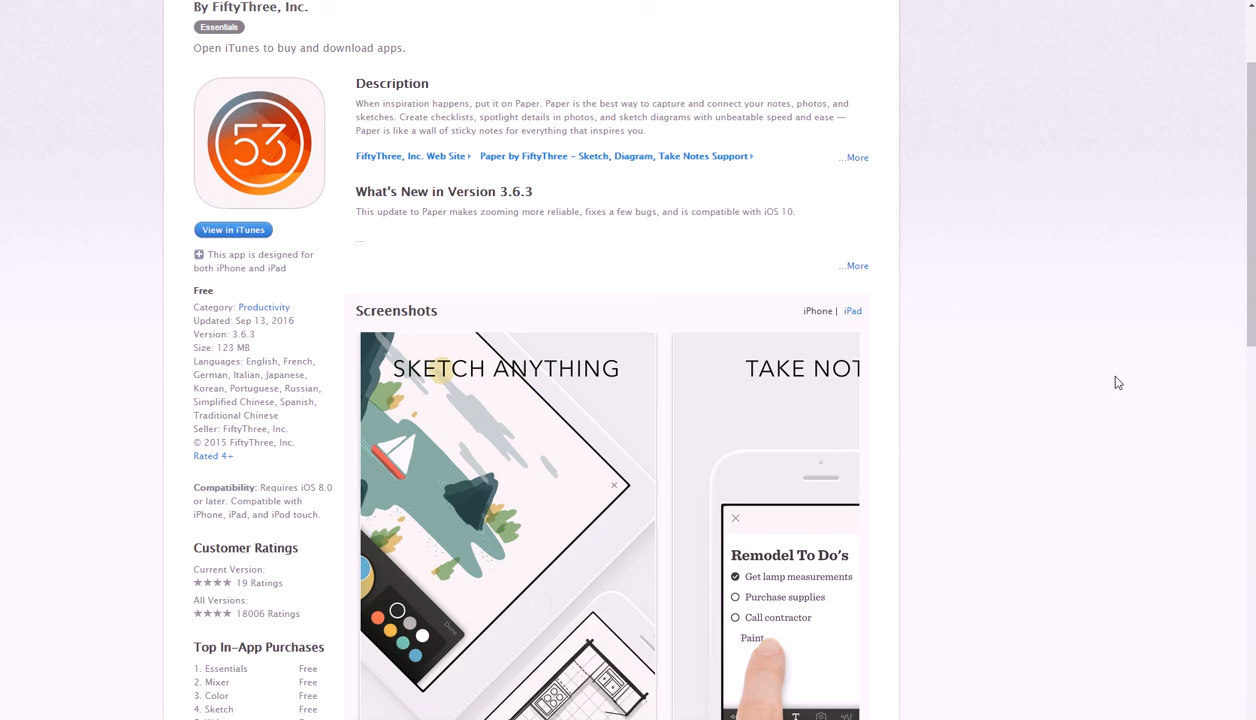 By FiftyThree, Inc.
Essentials
Open iTunes to buy and download apps.
53
View in iTunes
This app is designed for
both iPhone and iPad
Free
Category: Productivity
Updated: Sep 13, 2016
Version: 3.6.3
Size: 123 MB
Languages: English, French,
German, Italian, Japanese,
Korean, Portuguese, Russian,
Simplified Chinese, Spanish,
Traditional Chinese
Seller: FiftyThree, Inc.
© 2015 FiftyThree, Inc.
Rated 4+
Compatibility: Requires iOS 8.0
or later. Compatible with
iPhone, iPad, and iPod touch.
Customer Ratings
Current Version:
★★★★ 19 Ratings
All Versions:
★★★★ 18006 Ratings
Top In-App Purchases
1. Essentials Free
2. Mixer Free
3. Color Free
4. Sketch Free
Description
When inspiration happens, put it on Paper. Paper is the best way to capture and connect your notes, photos, and
sketches. Create checklists, spotlight details in photos, and sketch diagrams with unbeatable speed and ease —
Paper is like a wall of sticky notes for everything that inspires you.
FiftyThree, Inc. Web Site Paper by FiftyThree – Sketch, Diagram, Take Notes Support
...More
What's New in Version 3.6.3
This update to Paper makes zooming more reliable, fixes a few bugs, and is compatible with iOS 10.
...
...More
Screenshots
iPhone | iPad
SKETCH ANYTHING
Done
TAKE NOT
Remodel To Do's
Get lamp measurements
Purchase supplies
Call contractor
Paint
T